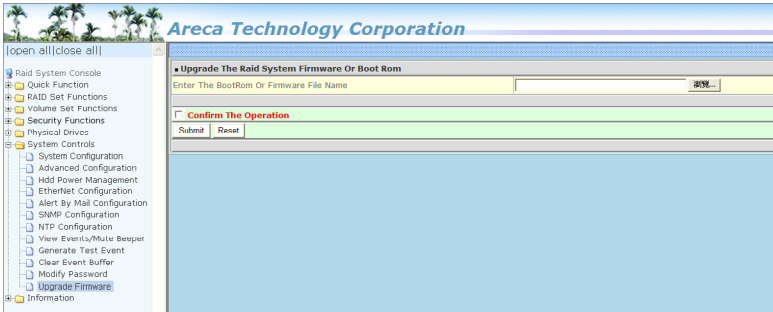 Areca Technology Corporation
|open all|close all|
Raid System Console
Quick Function
RAID Set Functions
Volume Set Functions
Security Functions
Physical Drives
System Controls
System Configuration
Advanced Configuration
Hdd Power Management
EtherNet Configuration
Alert By Mail Configuration
SNMP Configuration
NTP Configuration
View Events/Mute Beeper
Generate Test Event
Clear Event Buffer
Modify Password
Upgrade Firmware
Information
Upgrade The Raid System Firmware Or Boot Rom
Enter The BootRom Or Firmware File Name 瀏覽...
Confirm The Operation
Submit Reset